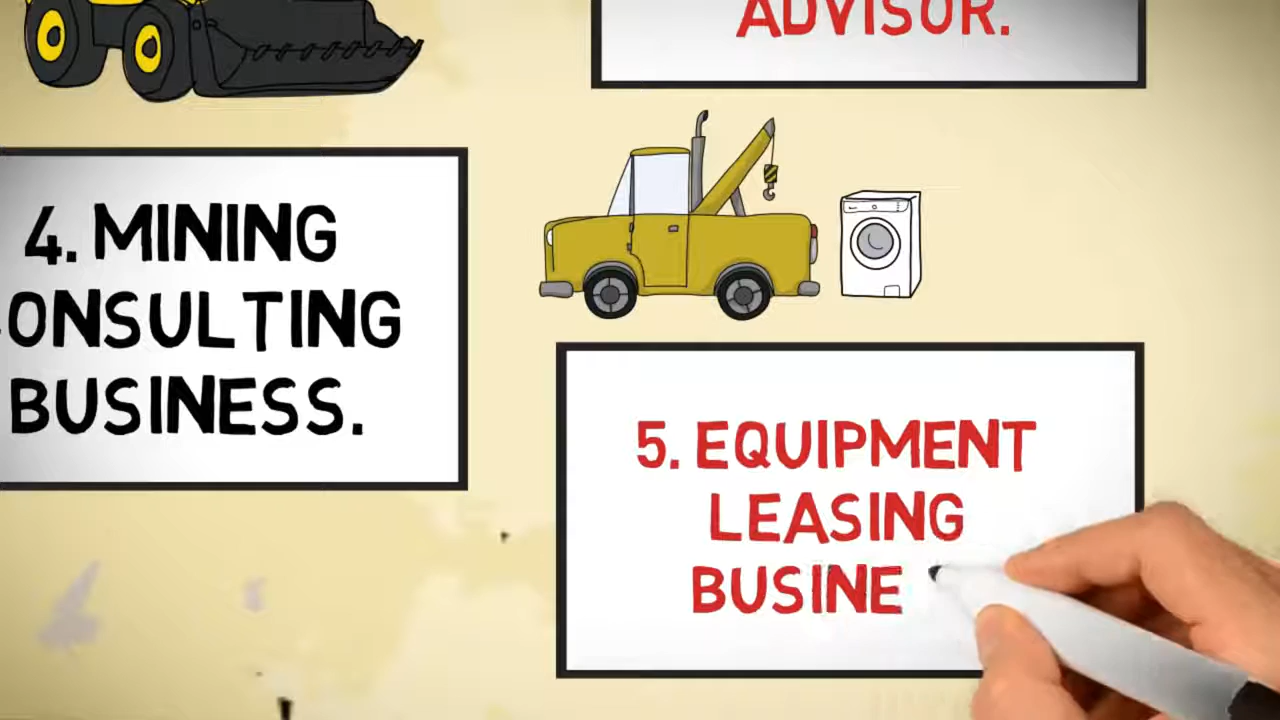 ADVISOR.
4. MINING
ONSULTING
BUSINESS.
5. EQUIPMENT
LEASING
BUSINE